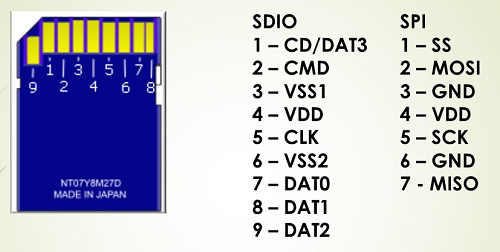 1 3 5 7
9 2 4 6 8
NT07Y8M27D
MADE IN JAPAN
SDIO
1 – CD/DAT3
2 – CMD
3 – VSS1
4 – VDD
5 – CLK
6 – VSS2
7 – DAT0
8 – DAT1
9 – DAT2
SPI
1 – SS
2 – MOSI
3 – GND
4 – VDD
5 – SCK
6 – GND
7 - MISO